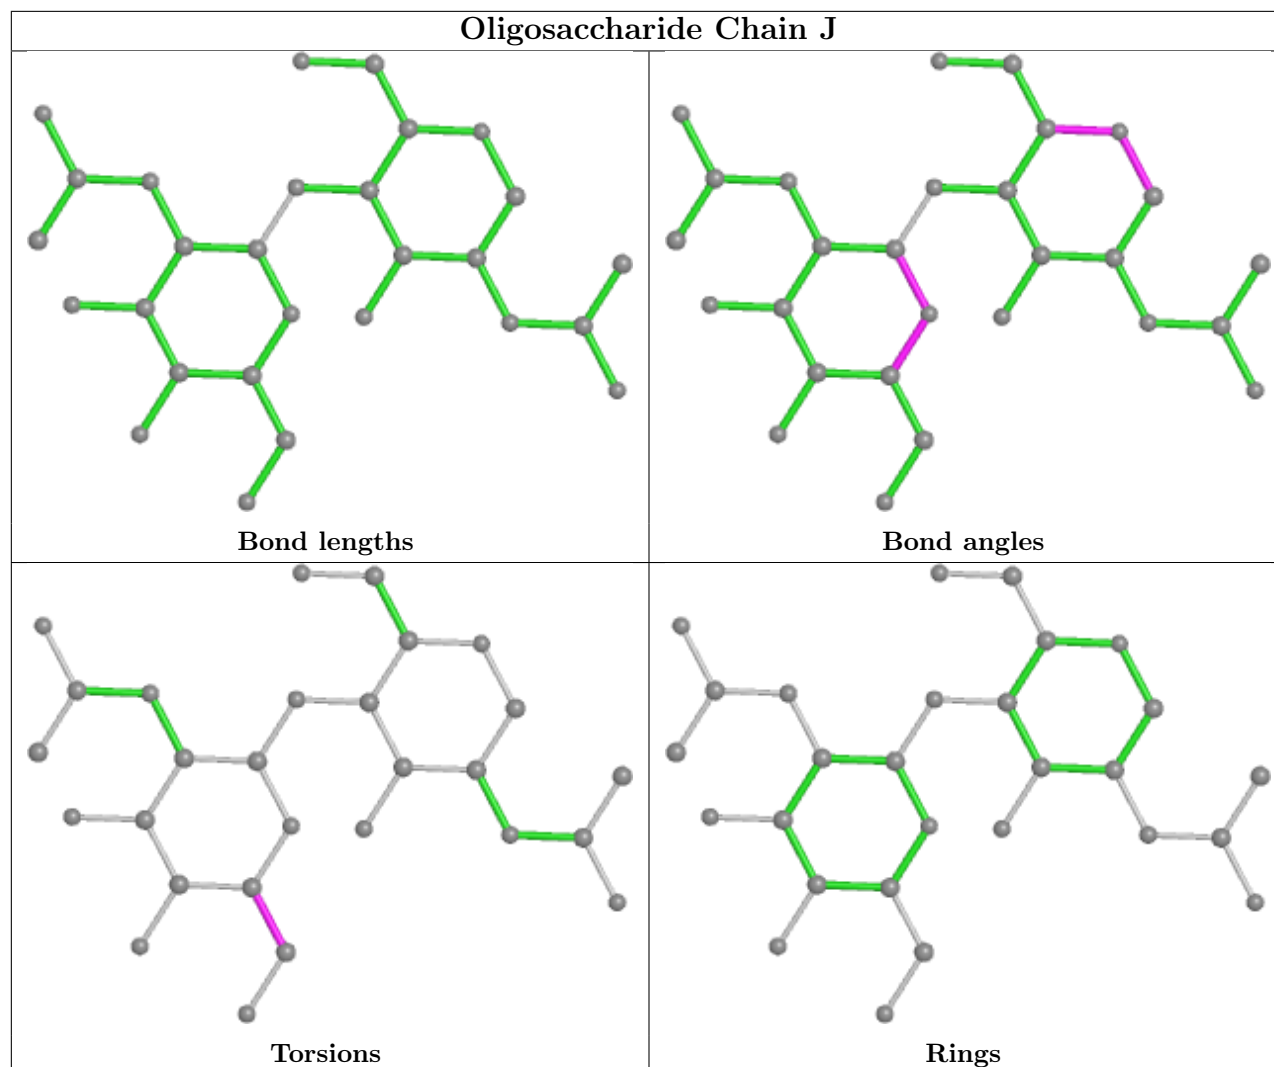 Oligosaccharide Chain J
Bond lengths
Bond angles
Torsions
Rings